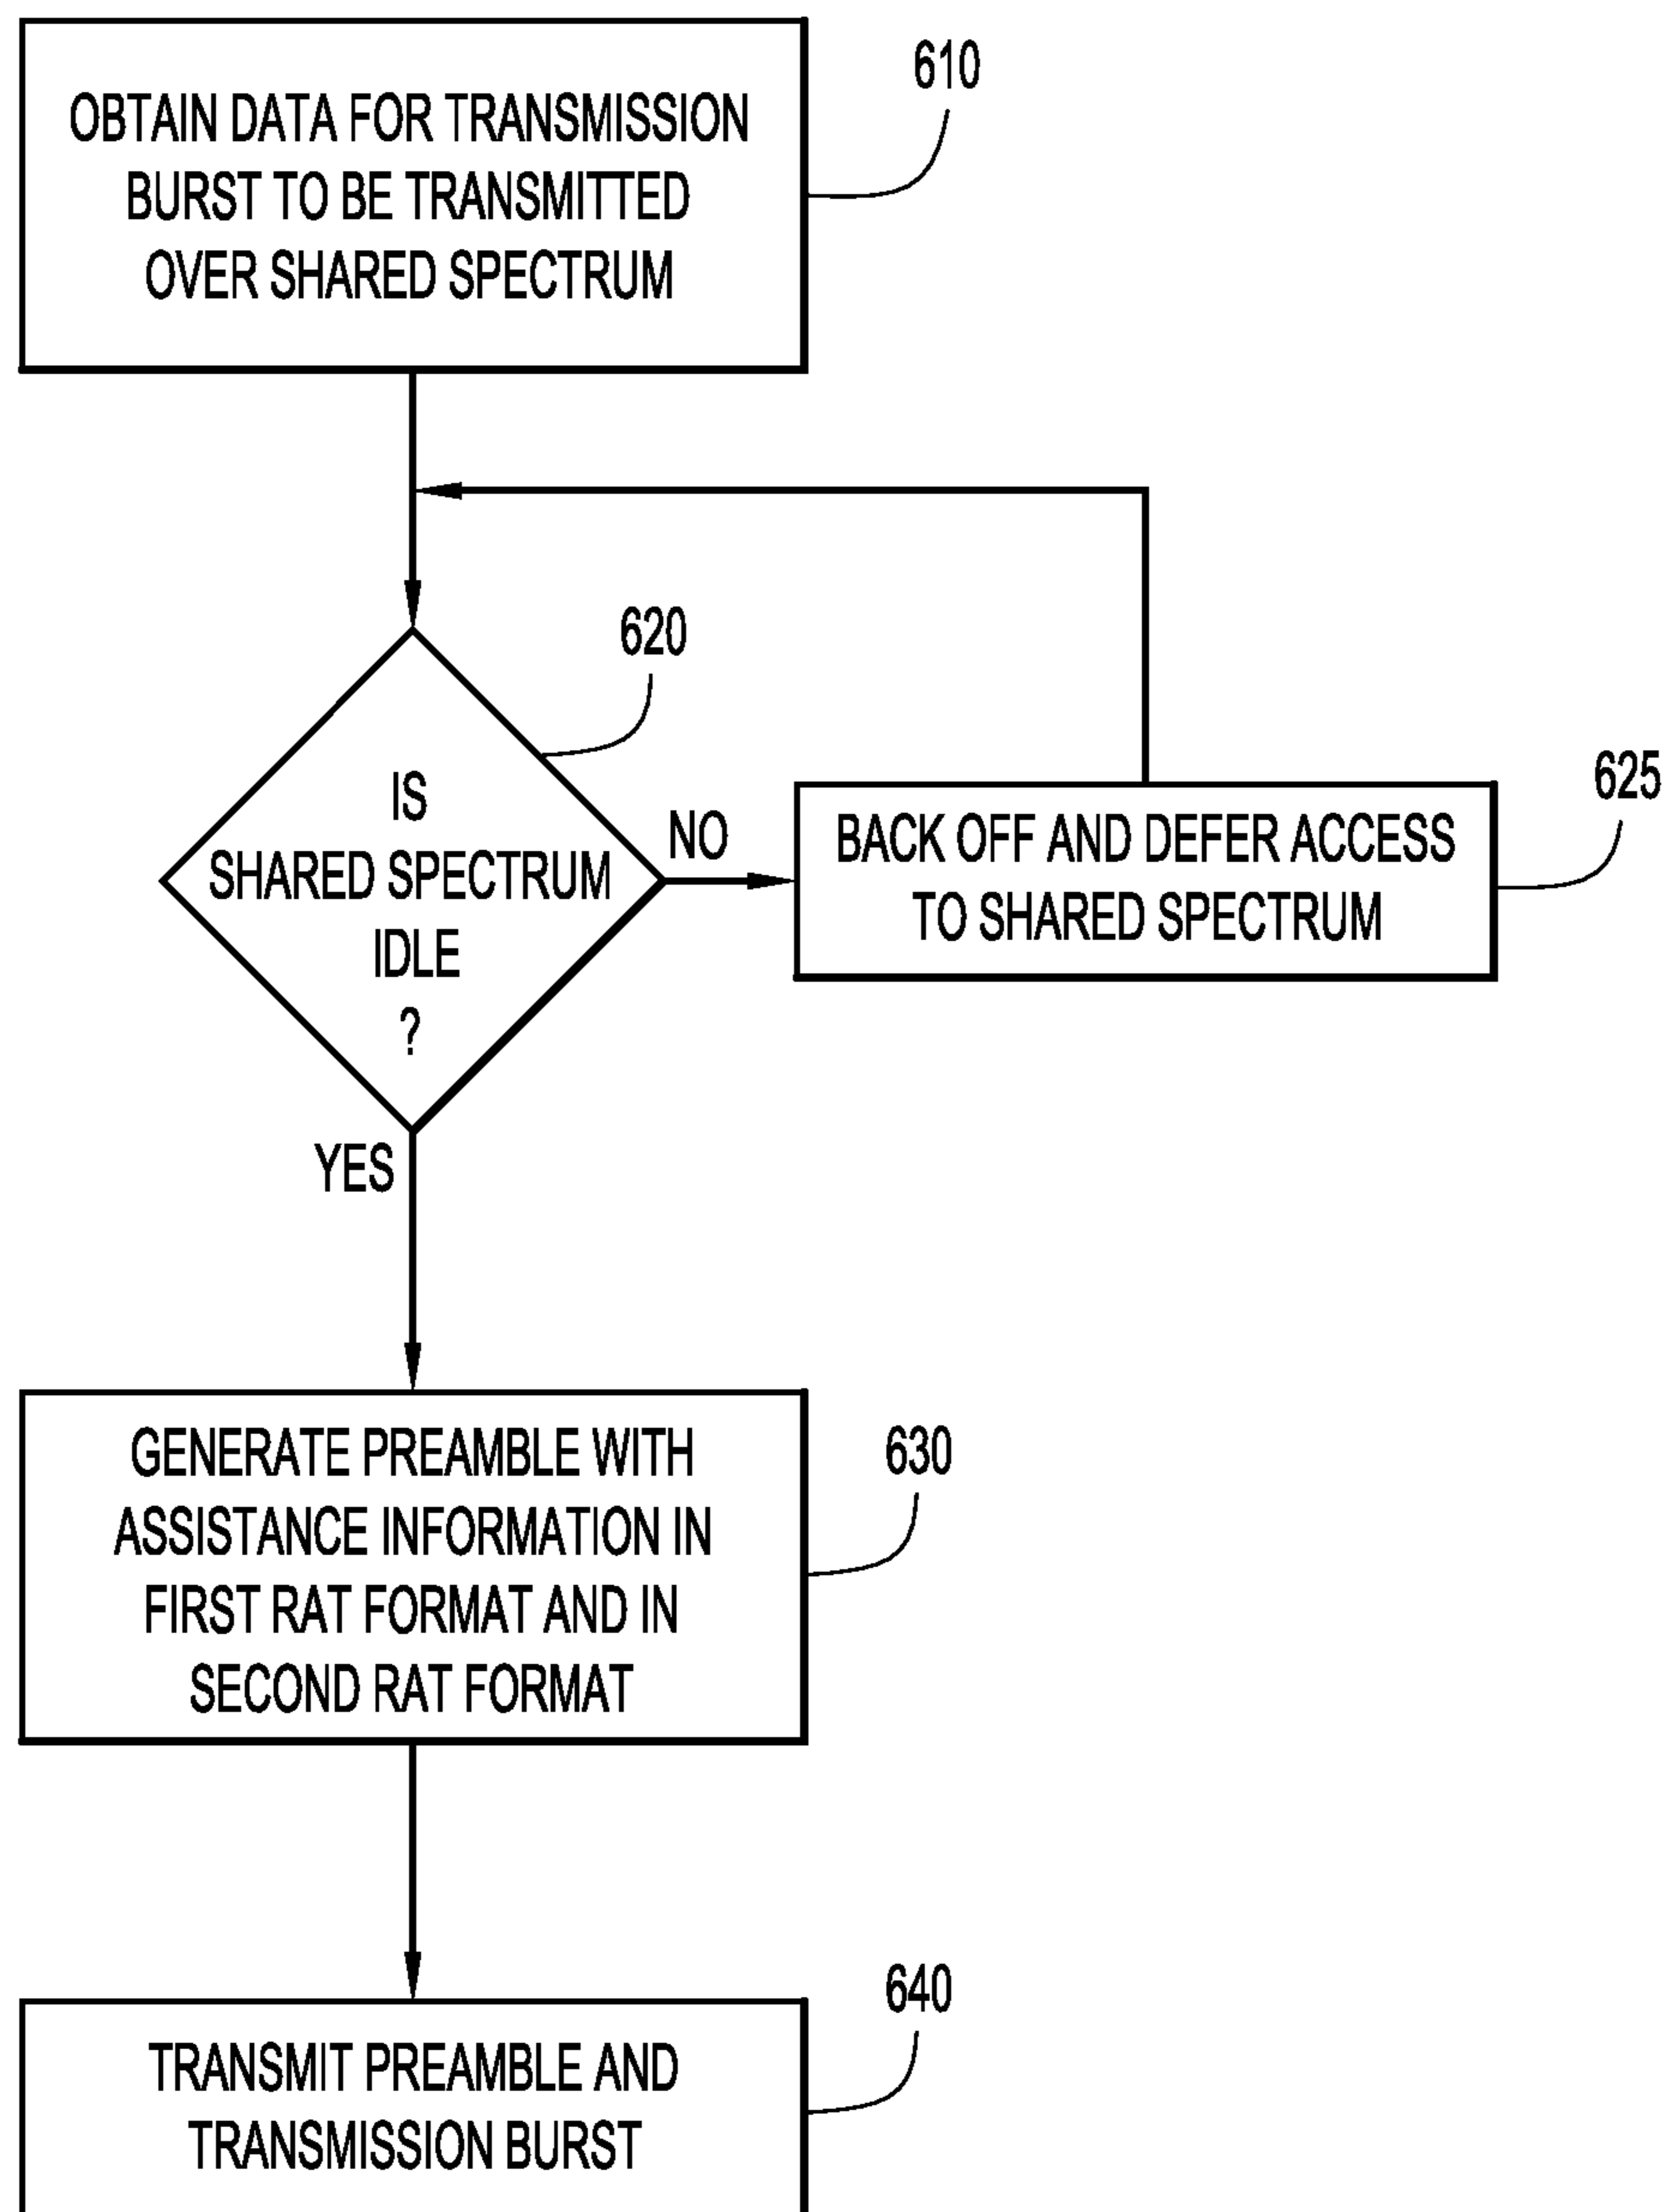 OBTAIN DATA FOR TRANSMISSION
BURST TO BE TRANSMITTED
OVER SHARED SPECTRUM
610
620
IS
SHARED SPECTRUM
IDLE
?
NO
BACK OFF AND DEFER ACCESS
TO SHARED SPECTRUM
625
YES
GENERATE PREAMBLE WITH
ASSISTANCE INFORMATION IN
FIRST RAT FORMAT AND IN
SECOND RAT FORMAT
630
TRANSMIT PREAMBLE AND
TRANSMISSION BURST
640